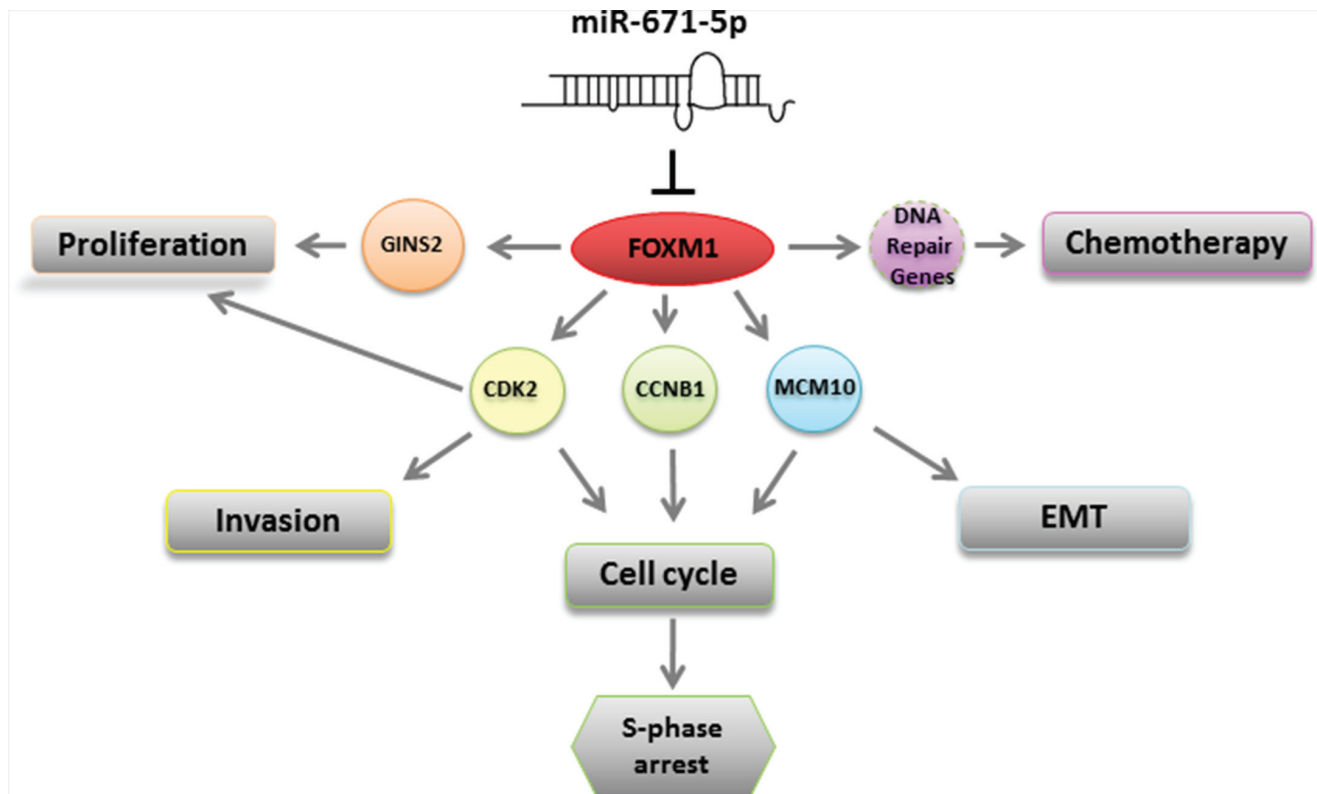 miR-671-5p
Proliferation
GINS2
FOXM1
DNA
Repair
Genes
Chemotherapy
CDK2
CCNB1
MCM10
Invasion
EMT
Cell cycle
S-phase
arrest